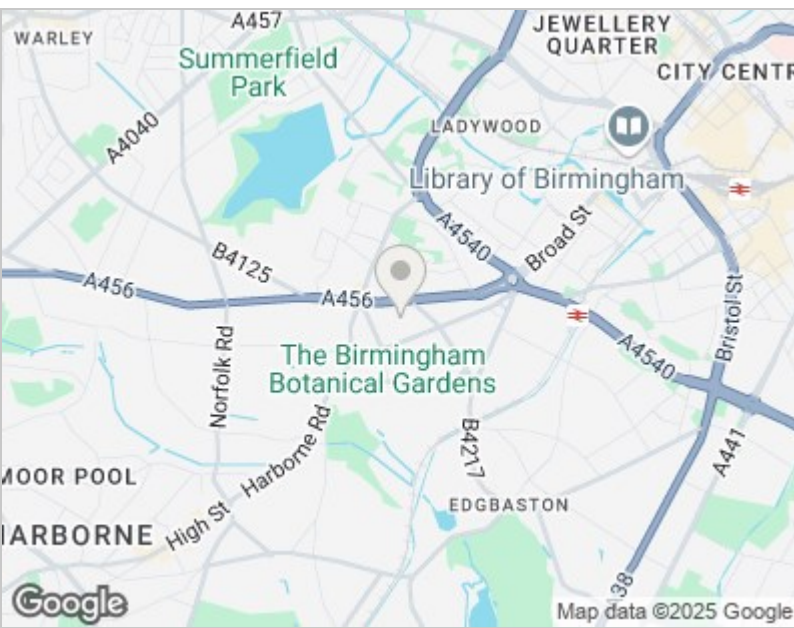 A457
WARLEY
JEWELLERY
QUARTER
Summerfield
Park
CITY CENTR
A4040
LADYWOOD
Library of Birmingham
A4540
Broad St
B4125
A456
A456
Bristol St
Norfolk Rd
A4540
The Birmingham
Botanical Gardens
Harborne Rd
B4217
A441
MOOR POOL
EDGBASTON
HARBORNE
High St
38
Google
Map data ©2025 Google